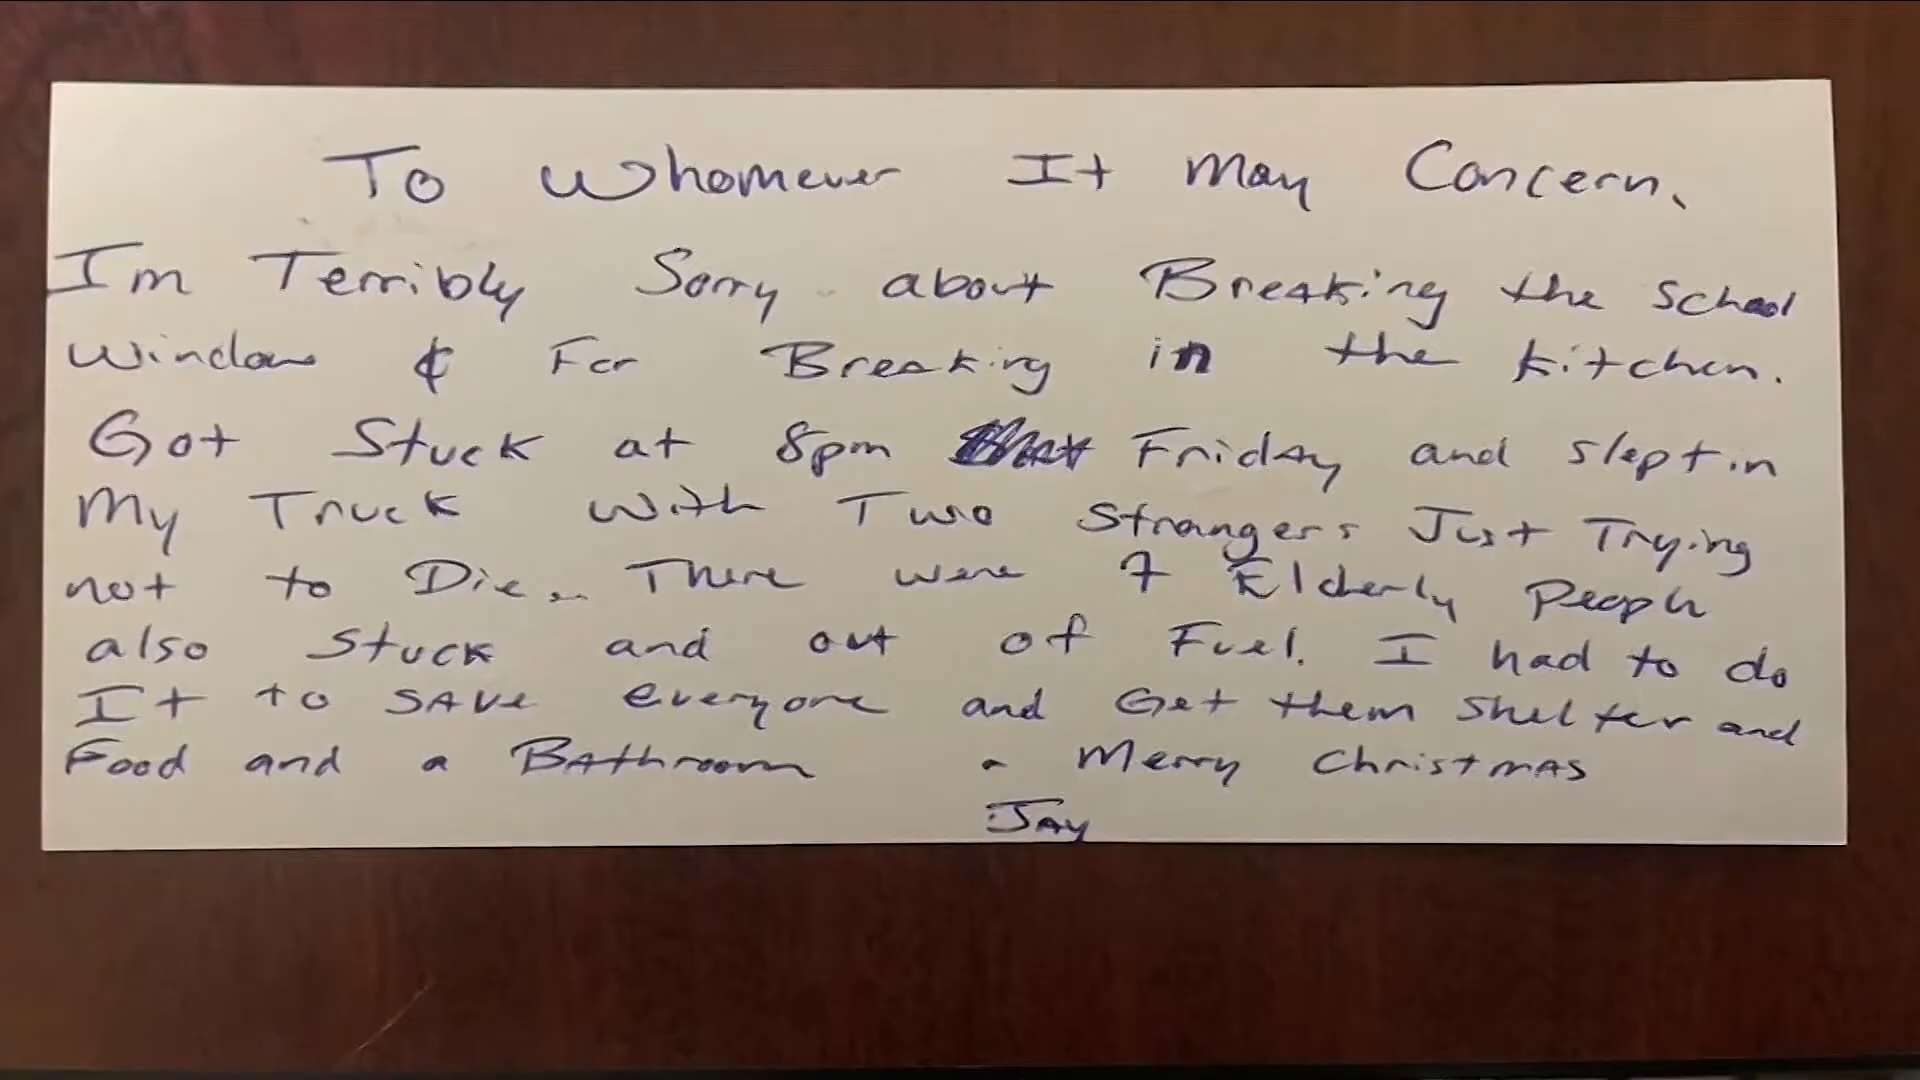 To Whomever It May Concern,
Im Terribly Sorry about Breaking the School
Window & For Breaking in the kitchen.
Got Stuck at 8pm Friday and slept in
My Truck with Two Strangers Just Trying
not to Die.. There were 7 Elderly People
also stuck and out of Fuel. I had to do
It to SAVE everyone and Get them shelter and
Food and a Bathroom - Merry Christmas
JAY